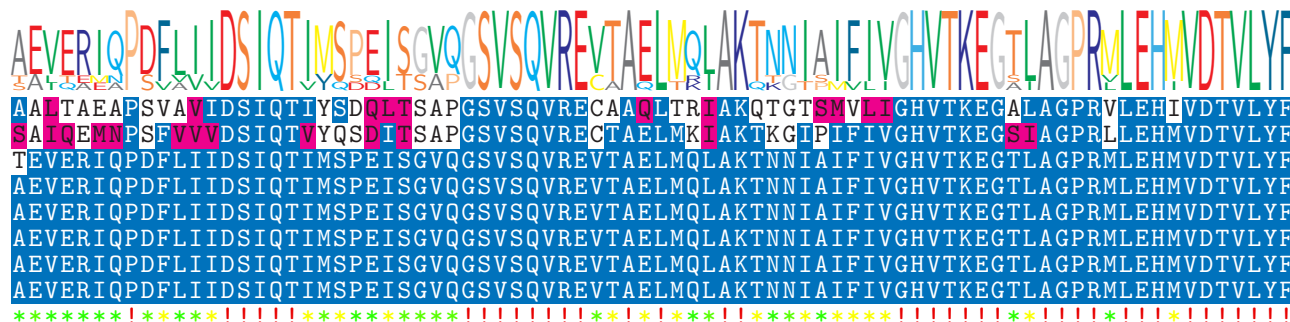 AEVERIQPDFLIIDSIQTIMSPEISGVQGSVSQVREVTAELMQLAKTNNIAIFIVGHVTKEGTLAGPRMLEHMVDTVLYF
AALTAEAPSVAVIDSIQTIYSDQLTSAPGSVSQVRECAAQLTRIAKQTGTSMVLIGHVTKEGALAGPRVLEHIVDTVLYF
SAIQEMNPSFVVVDSIQTVYQSDITSAPGSVSQVRECTAELMKIAKTKGIPIFIVGHVTKEGSIAGPRLLEHMVDTVLYF
TEVERIQPDFLIIDSIQTIMSPEISGVQGSVSQVREVTAELMQLAKTNNIAIFIVGHVTKEGTLAGPRMLEHMVDTVLYF
AEVERIQPDFLIIDSIQTIMSPEISGVQGSVSQVREVTAELMQLAKTNNIAIFIVGHVTKEGTLAGPRMLEHMVDTVLYF
AEVERIQPDFLIIDSIQTIMSPEISGVQGSVSQVREVTAELMQLAKTNNIAIFIVGHVTKEGTLAGPRMLEHMVDTVLYF
AEVERIQPDFLIIDSIQTIMSPEISGVQGSVSQVREVTAELMQLAKTNNIAIFIVGHVTKEGTLAGPRMLEHMVDTVLYF
AEVERIQPDFLIIDSIQTIMSPEISGVQGSVSQVREVTAELMQLAKTNNIAIFIVGHVTKEGTLAGPRMLEHMVDTVLYF
AEVERIQPDFLIIDSIQTIMSPEISGVQGSVSQVREVTAELMQLAKTNNIAIFIVGHVTKEGTLAGPRMLEHMVDTVLYF
*******!*****!!!!!**********!!!!!!!!**!*!***!!*********!!!!!!!**!!!!*!!!*!!!!!!!